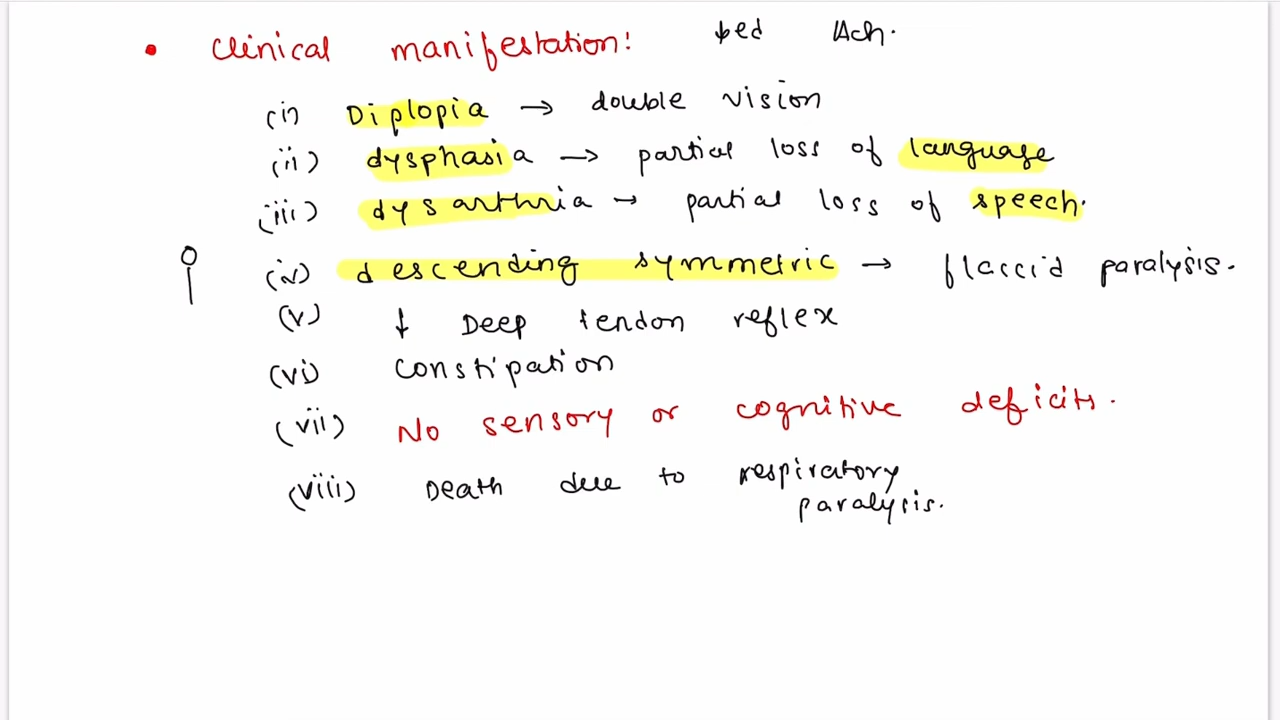 • Clinical manifestation: ↓ed Ach.
(i) Diplopia → double vision
(ii) dysphasia → partial loss of language
(iii) dysarthria → partial loss of speech.
(iv) descending symmetric → flaccid paralysis.
(v) ↓ Deep tendon reflex
(vi) constipation
(vii) No sensory or cognitive deficits.
(viii) Death due to respiratory
paralysis.